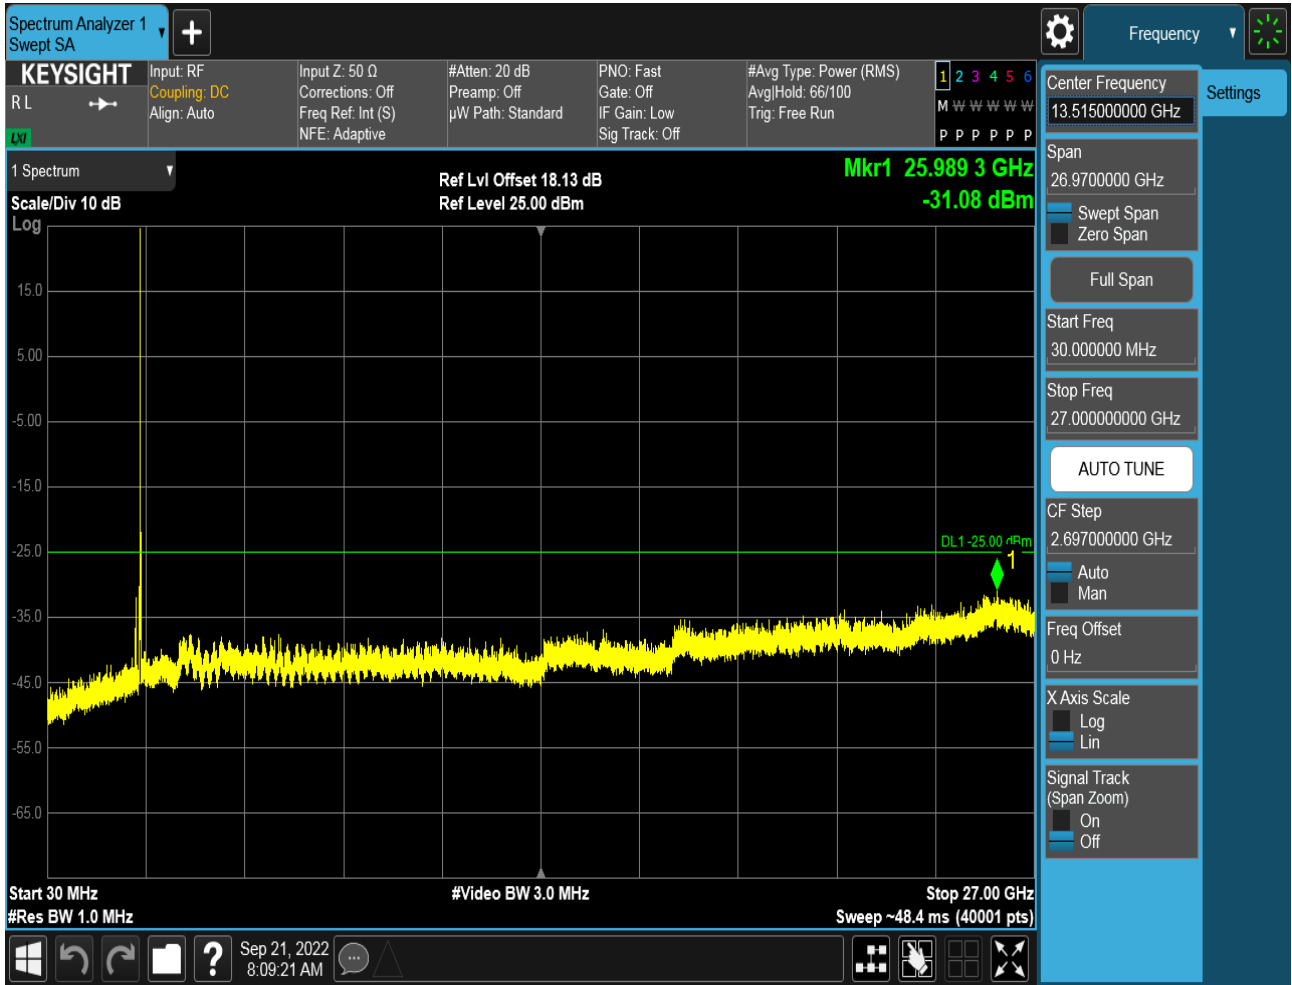 Spectrum Analyzer 1
Swept SA
Frequency
KEYSIGHT
R L
LXI
Input: RF
Coupling: DC
Align: Auto
Input Z: 50 Ω
Corrections: Off
Freq Ref: Int (S)
NFE: Adaptive
#Atten: 20 dB
Preamp: Off
µW Path: Standard
PNO: Fast
Gate: Off
IF Gain: Low
Sig Track: Off
#Avg Type: Power (RMS)
Avg|Hold: 66/100
Trig: Free Run
1 2 3 4 5 6
M W W W W W
P P P P P P
1 Spectrum
Scale/Div 10 dB
Log
Ref Lvl Offset 18.13 dB
Ref Level 25.00 dBm
Mkr1 25.989 3 GHz
-31.08 dBm
15.0
5.00
-5.00
-15.0
-25.0
-35.0
-45.0
-55.0
-65.0
DL1 -25.00 dBm
1
Start 30 MHz
#Res BW 1.0 MHz
#Video BW 3.0 MHz
Stop 27.00 GHz
Sweep ~48.4 ms (40001 pts)
Sep 21, 2022
8:09:21 AM
Center Frequency
13.515000000 GHz
Settings
Span
26.9700000 GHz
Swept Span
Zero Span
Full Span
Start Freq
30.000000 MHz
Stop Freq
27.000000000 GHz
AUTO TUNE
CF Step
2.697000000 GHz
Auto
Man
Freq Offset
0 Hz
X Axis Scale
Log
Lin
Signal Track
(Span Zoom)
On
Off